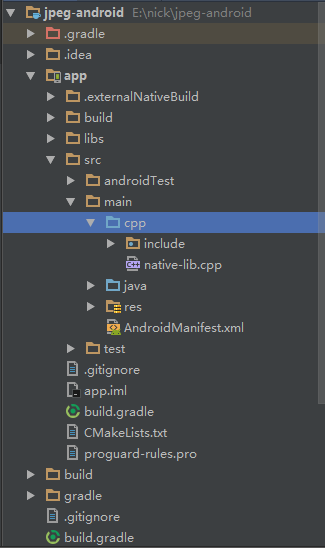 jpeg-android E:\nick\jpeg-android
.gradle
.idea
app
.externalNativeBuild
build
libs
src
androidTest
main
cpp
include
native-lib.cpp
java
res
AndroidManifest.xml
test
.gitignore
app.iml
build.gradle
CMakeLists.txt
proguard-rules.pro
build
gradle
.gitignore
build.gradle